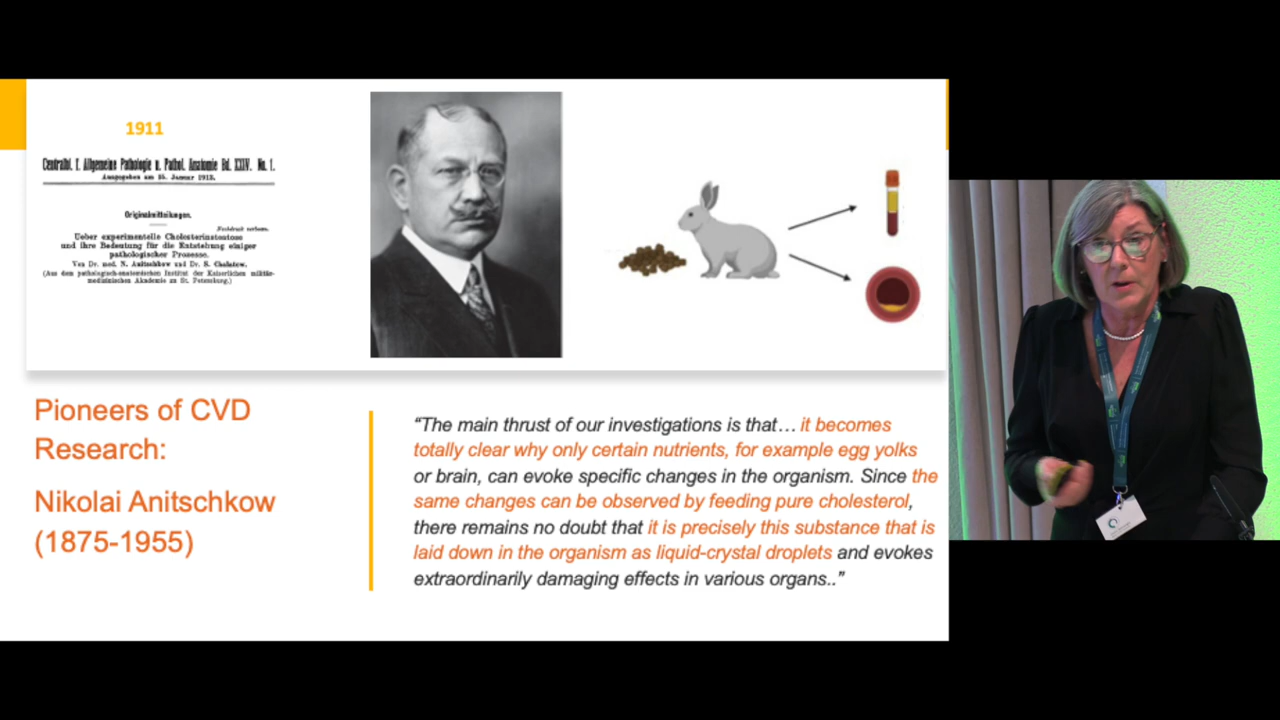 1911
Centralbl. f. Allgemeine Pathologie u. Pathol. Anatomie Bd. XXIV. No. 1.
Ausgegeben am 15. Januar 1913.
Originalmitteilungen.
Nachdruck verboten.
Ueber experimentelle Cholesterinsteatose
und ihre Bedeutung für die Entstehung einiger
pathologischer Prozesse.
Von Dr. med. N. Anitschkow und Dr. S. Chalatow.
(Aus dem pathologisch-anatomischen Institut der Kaiserlichen militär-
medizinischen Akademie zu St. Petersburg.)
Pioneers of CVD
Research:
Nikolai Anitschkow
(1875-1955)
“The main thrust of our investigations is that… it becomes
totally clear why only certain nutrients, for example egg yolks
or brain, can evoke specific changes in the organism. Since the
same changes can be observed by feeding pure cholesterol,
there remains no doubt that it is precisely this substance that is
laid down in the organism as liquid-crystal droplets and evokes
extraordinarily damaging effects in various organs..”